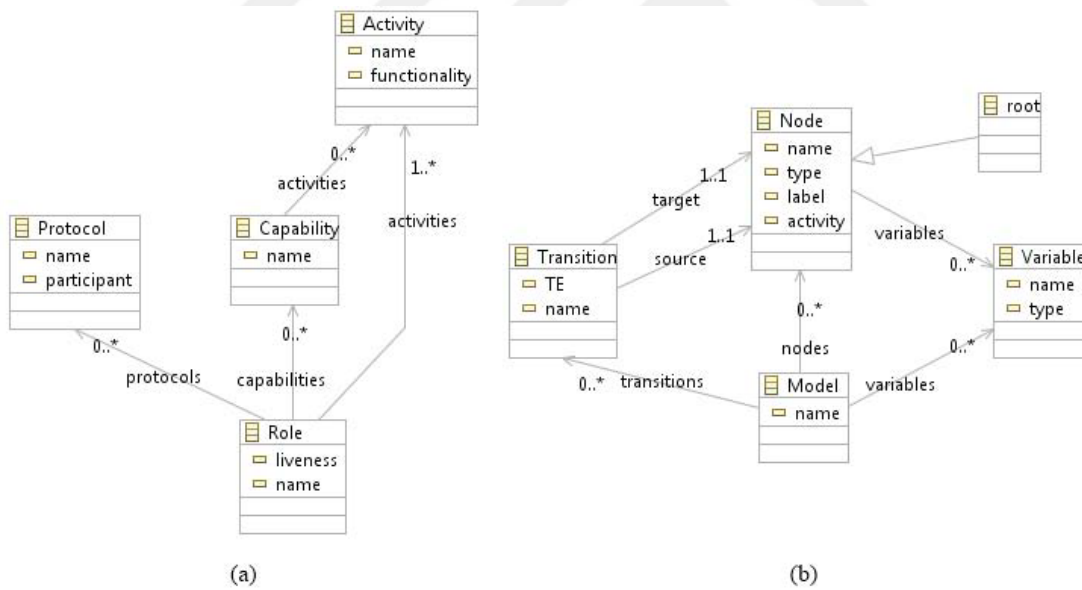 Activity
name
functionality
0..*
1..*
activities
activities
Protocol
name
participant
Capability
name
0..*
0..*
protocols
capabilities
Role
liveness
name
(a)
Node
name
type
label
activity
root
1..1
target
1..1
source
variables
0..*
Transition
TE
name
Variable
name
type
0..*
nodes
0..*
0..*
transitions
variables
Model
name
(b)